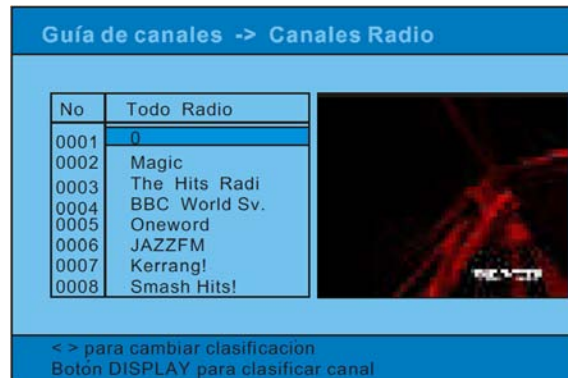 Guía de canales -> Canales Radio
No Todo Radio
0001 0
0002 Magic
0003 The Hits Radi
0004 BBC World Sv.
0005 Oneword
0006 JAZZFM
0007 Kerrang!
0008 Smash Hits!
< > para cambiar clasificaciòn
Botón DISPLAY para clasificar canal